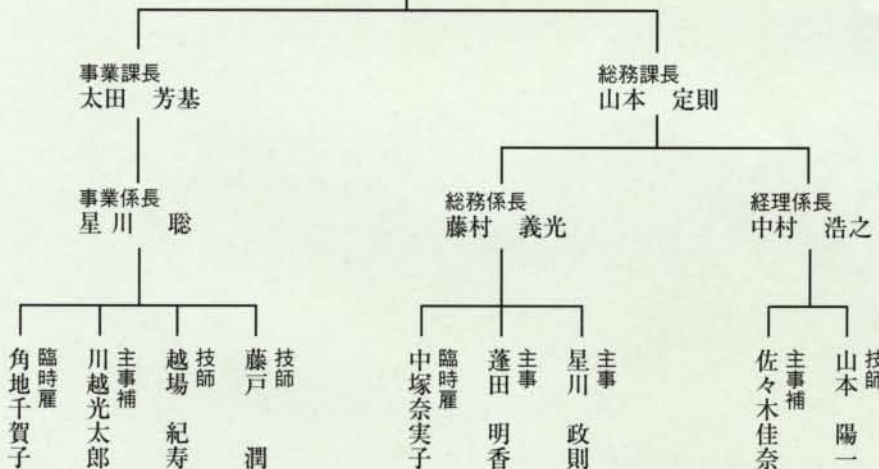 事業課長
太田　芳基
総務課長
山本　定則
事業係長
星川　聡
総務係長
藤村　義光
経理係長
中村　浩之
技師
藤戸　潤
技師
越場　紀寿
主事補
川越光太郎
臨時雇
角地千賀子
主事
星川　政則
主事
蓬田　明香
臨時雇
中塚奈実子
技師
山本　陽一
主事補
佐々木佳奈